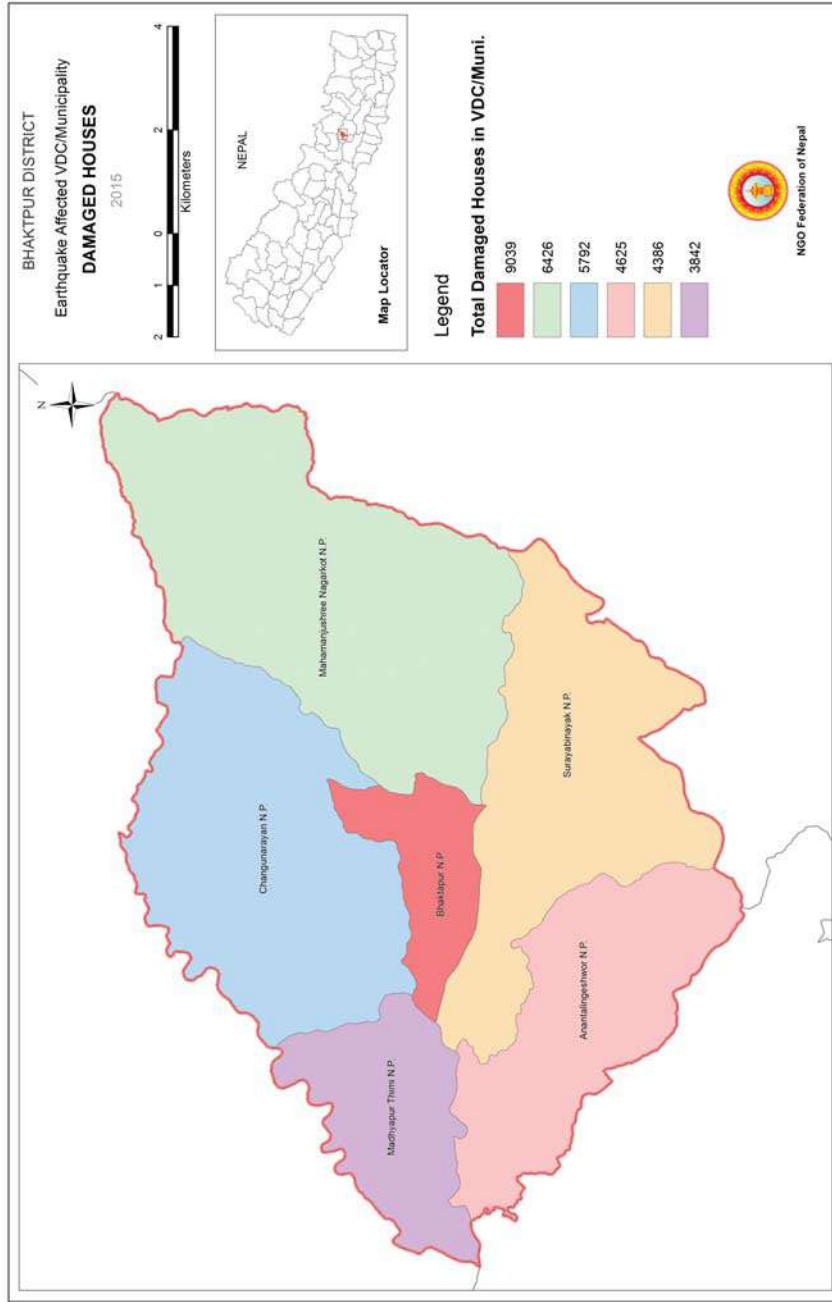 BHAKTPUR DISTRICT
Earthquake Affected VDC/Municipality
DAMAGED HOUSES
2015
2
1
0
2
4
Kilometers
NEPAL
Map Locator
Legend
Total Damaged Houses in VDC/Muni.
9039
6426
5792
4625
4386
3842
NGO Federation of Nepal
N
Mahamanjushree Nagarkot N.P.
Changunarayan N.P.
Bhaktapur N.P.
Surayabinayak N.P.
Madhyapur Thimi N.P.
Anantalingeshwor N.P.